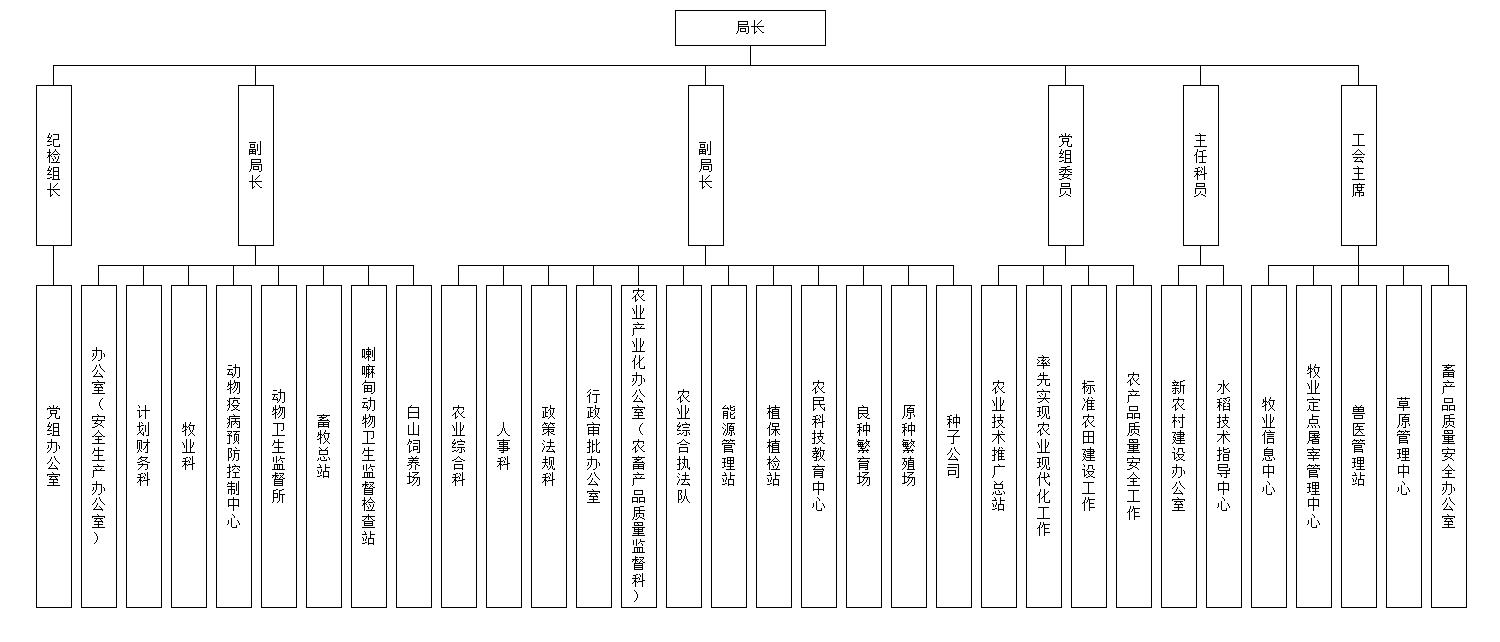 局长
纪检组长
副局长
副局长
党组委员
主任科员
工会主席
党组办公室
办公室（安全生产办公室）
计划财务科
牧业科
动物疫病预防控制中心
动物卫生监督所
畜牧总站
喇嘛甸动物卫生监督检查站
白山饲养场
农业综合科
人事科
政策法规科
行政审批办公室
农业产业化办公室（农畜产品质量监督科）
农业综合执法队
能源管理站
植保植检站
农民科技教育中心
良种繁育场
原种繁殖场
种子公司
农业技术推广总站
率先实现农业现代化工作
标准农田建设工作
农产品质量安全工作
新农村建设办公室
水稻技术指导中心
牧业信息中心
牧业定点屠宰管理中心
兽医管理站
草原管理中心
畜产品质量安全办公室